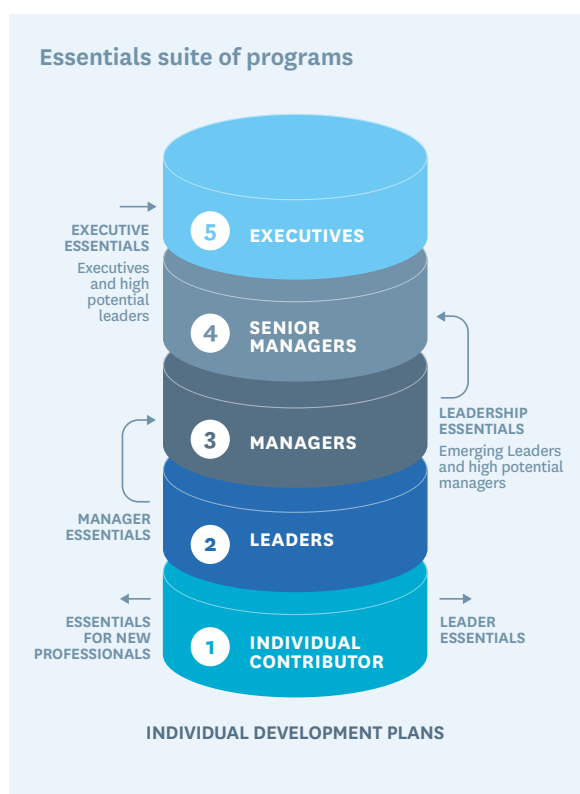 Essentials suite of programs
5
EXECUTIVES
EXECUTIVE
ESSENTIALS
Executives
and high
potential
leaders
4
SENIOR
MANAGERS
LEADERSHIP
ESSENTIALS
Emerging Leaders
and high potential
managers
3
MANAGERS
MANAGER
ESSENTIALS
2
LEADERS
ESSENTIALS
FOR NEW
PROFESSIONALS
1
INDIVIDUAL
CONTRIBUTOR
LEADER
ESSENTIALS
INDIVIDUAL DEVELOPMENT PLANS